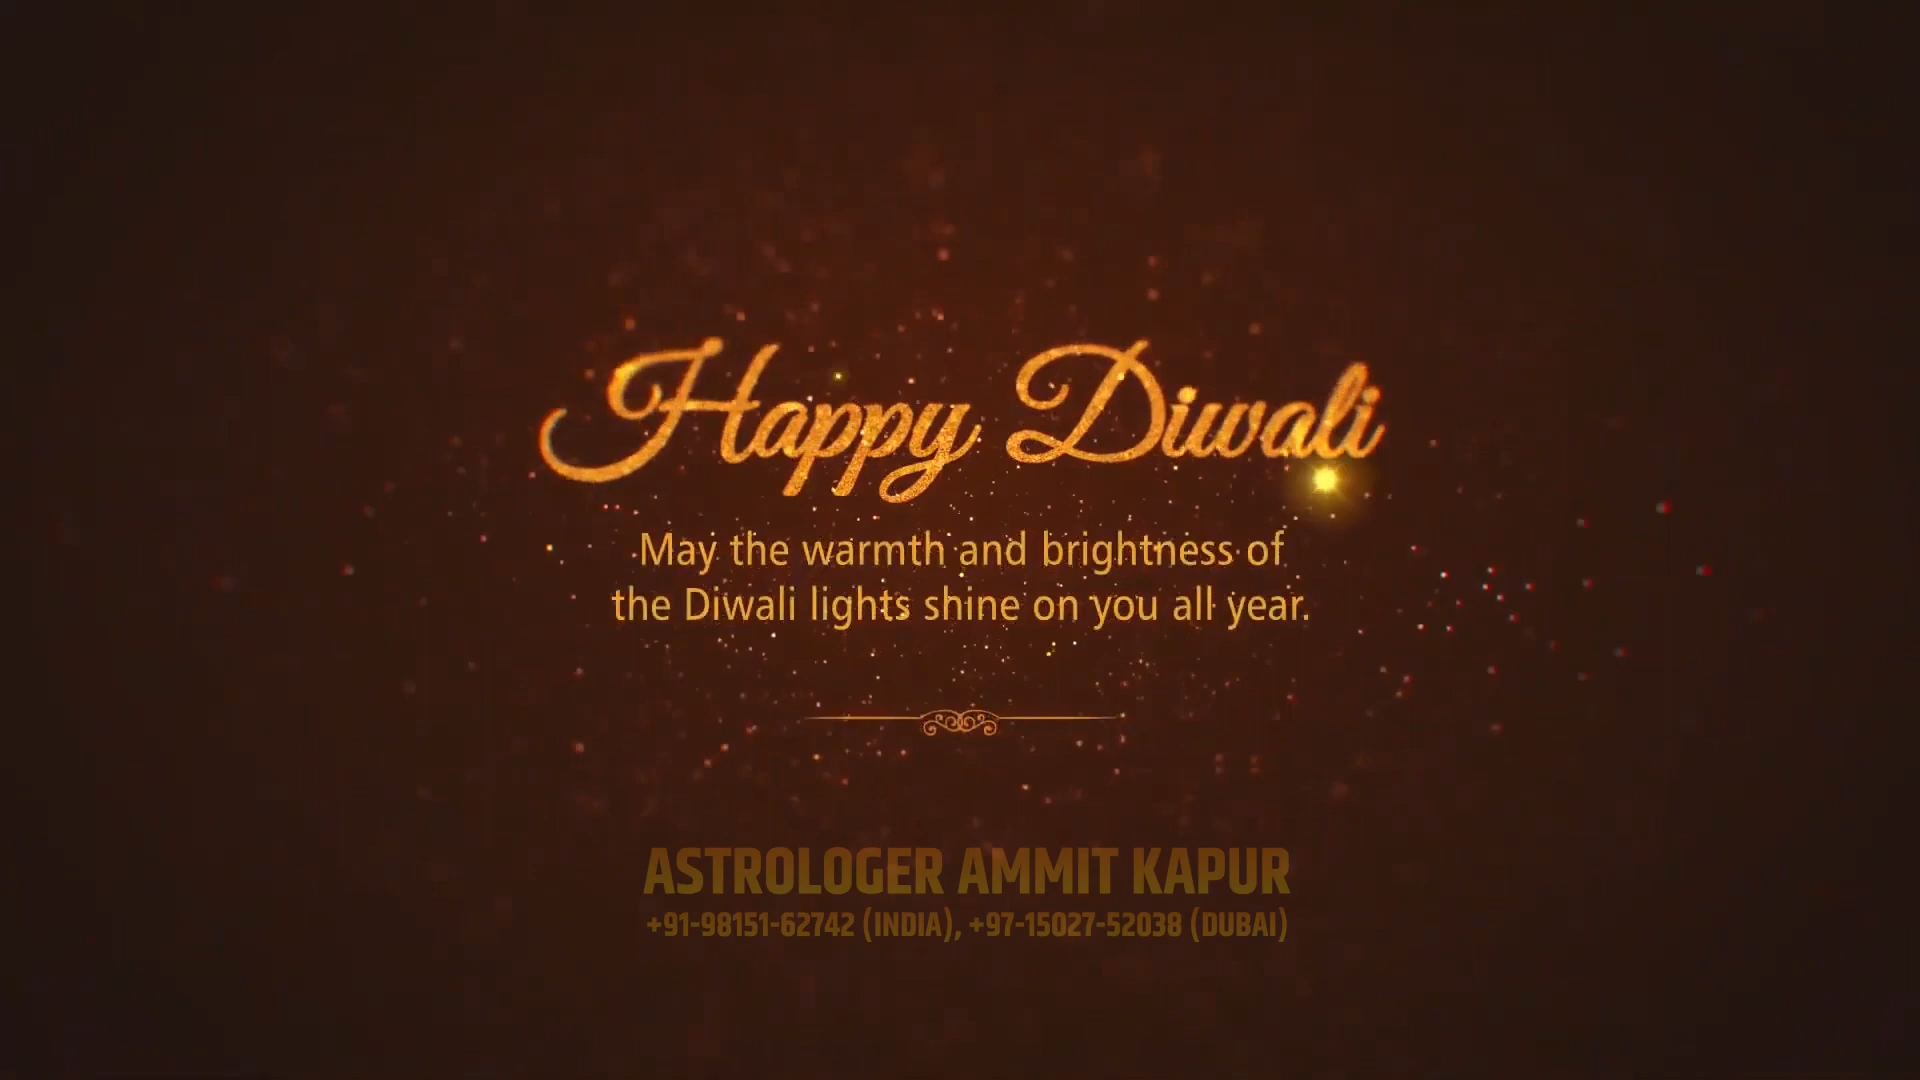 Happy Diwali
May the warmth and brightness of
the Diwali lights shine on you all year.
ASTROLOGER AMMIT KAPUR
+91-98151-62742 (INDIA), +97-15027-52038 (DUBAI)